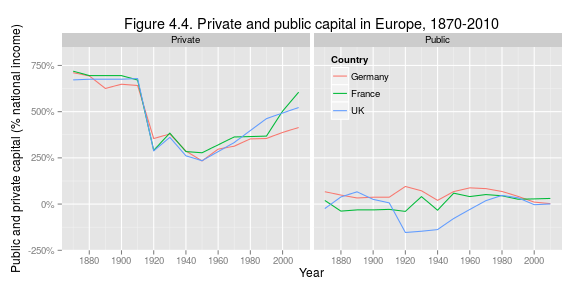 Figure 4.4. Private and public capital in Europe, 1870-2010
Private
Public
Public and private capital (% national income)
750%
500%
250%
0%
-250%
Country
Germany
France
UK
1880 1900 1920 1940 1960 1980 2000
1880 1900 1920 1940 1960 1980 2000
Year